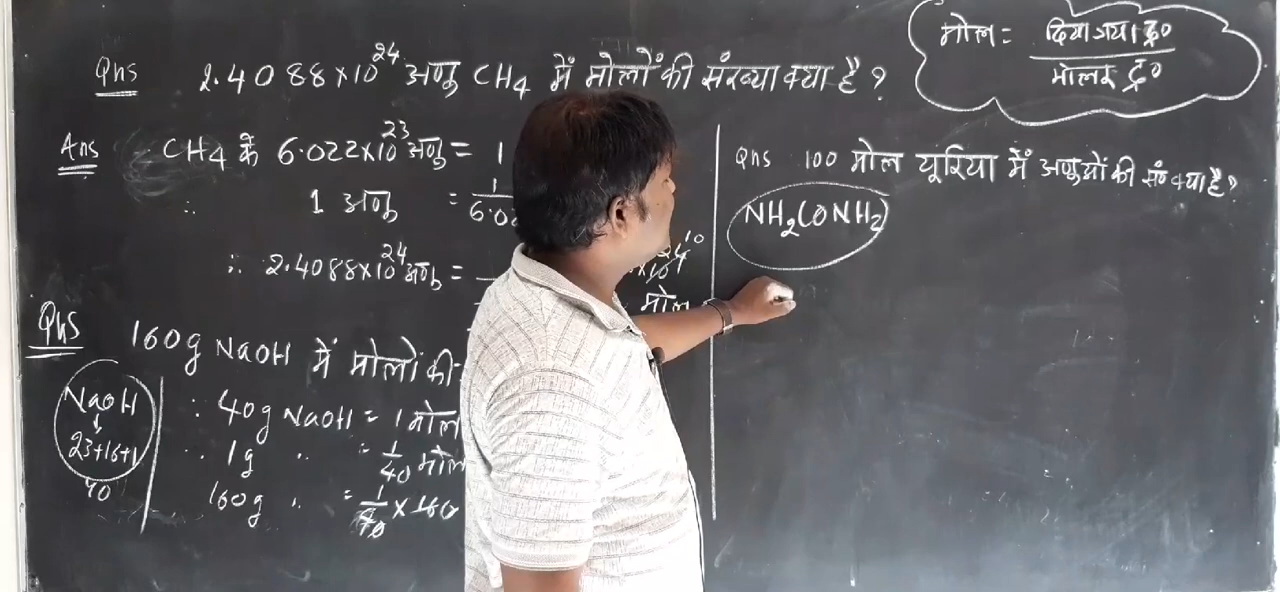 Qns 2.4088×10²⁴ अणु CH4 में मोलों की संख्या क्या है ?
मोल = दिया गया द्र०
मोलर द्र०
Ans CH4 के 6.022×10²³ अणु = 1
∴ 1 अणु = 1/6.02
∴ 2.4088×10²⁴ अणु =
मोल
Qns 160g NaOH में मोलों की
NaOH
↓
23+16+1
40
∵ 40g NaOH = 1 मोल
∴ 1g " = 1/40 मोल
160g " = 1/40 × 160
Qns 100 मोल यूरिया में अणुओं की सं० क्या है ?
NH₂CONH₂